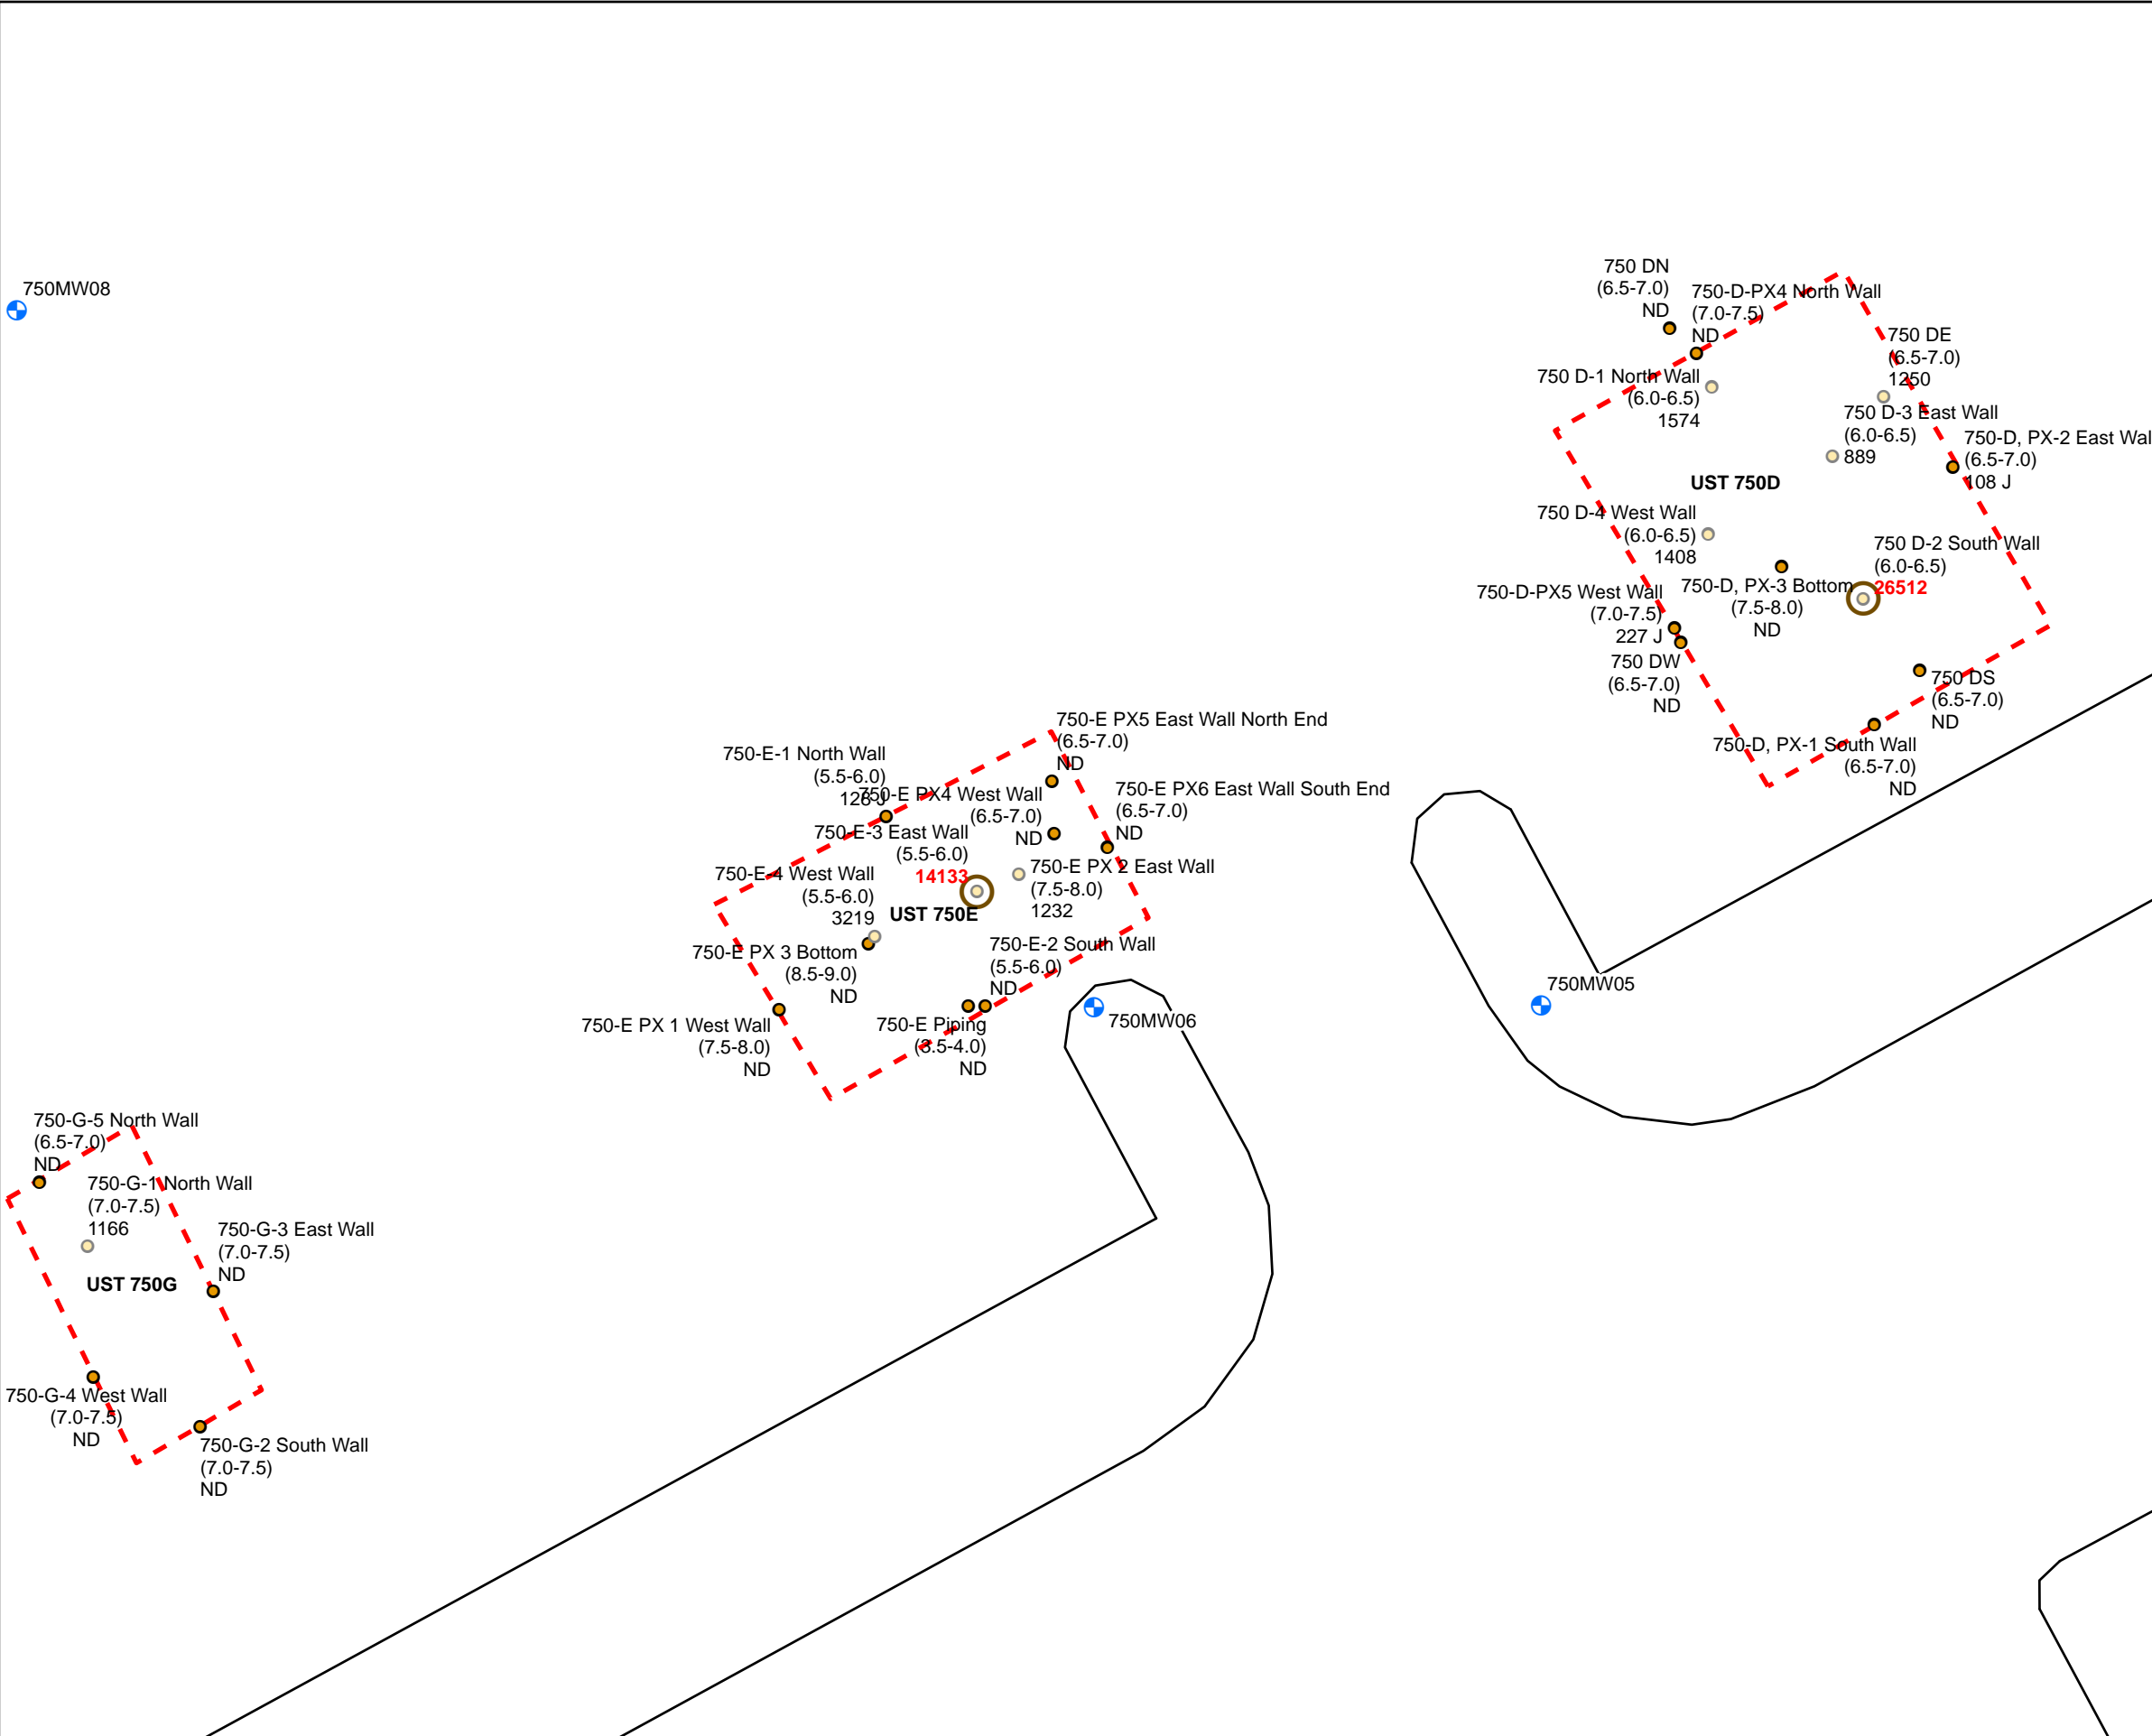 750MW08
750 DN
(6.5-7.0)
ND
750-D-PX4 North Wall
(7.0-7.5)
ND
750 DE
(6.5-7.0)
1250
750 D-1 North Wall
(6.0-6.5)
1574
750 D-3 East Wall
(6.0-6.5)
889
750-D, PX-2 East Wal
(6.5-7.0)
108 J
UST 750D
750 D-4 West Wall
(6.0-6.5)
1408
750 D-2 South Wall
(6.0-6.5)
26512
750-D, PX-3 Bottom
(7.5-8.0)
ND
750-D-PX5 West Wall
(7.0-7.5)
227 J
750 DW
(6.5-7.0)
ND
750 DS
(6.5-7.0)
ND
750-D, PX-1 South Wall
(6.5-7.0)
ND
750-E PX5 East Wall North End
(6.5-7.0)
ND
750-E-1 North Wall
(5.5-6.0)
128 J
750-E PX4 West Wall
(6.5-7.0)
ND
750-E PX6 East Wall South End
(6.5-7.0)
ND
750-E-3 East Wall
(5.5-6.0)
14133
750-E PX 2 East Wall
(7.5-8.0)
1232
750-E-4 West Wall
(5.5-6.0)
3219
UST 750E
750-E PX 3 Bottom
(8.5-9.0)
ND
750-E-2 South Wall
(5.5-6.0)
ND
750-E PX 1 West Wall
(7.5-8.0)
ND
750-E Piping
(3.5-4.0)
ND
750MW06
750MW05
750-G-5 North Wall
(6.5-7.0)
ND
750-G-1 North Wall
(7.0-7.5)
1166
750-G-3 East Wall
(7.0-7.5)
ND
UST 750G
750-G-4 West Wall
(7.0-7.5)
ND
750-G-2 South Wall
(7.0-7.5)
ND